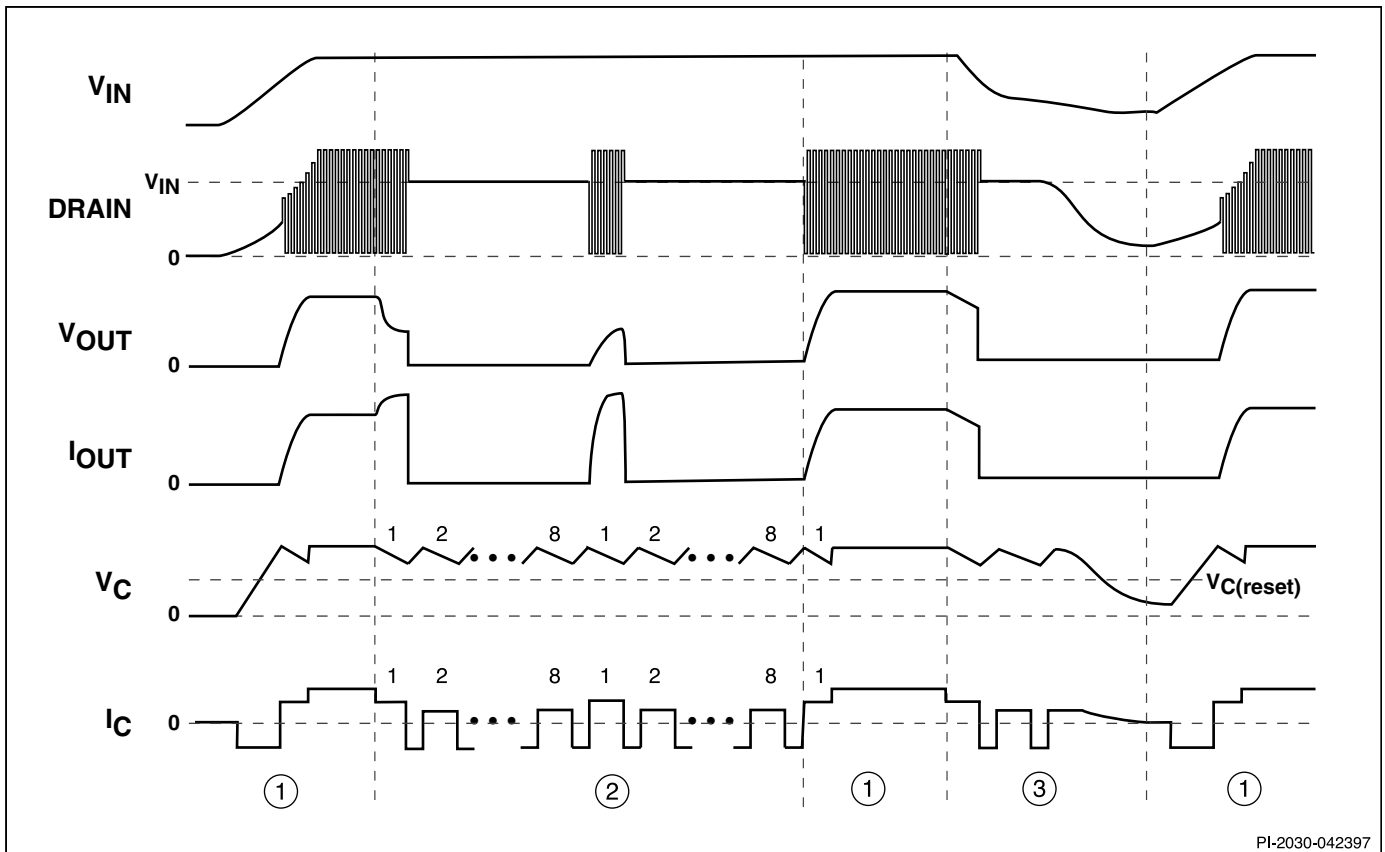 VIN
VIN
DRAIN
0
VOUT
0
IOUT
0
1 2 8 1 2 8 1
VC
VC(reset)
0
1 2 8 1 2 8 1
IC
0
1 2 1 3 1
PI-2030-042397